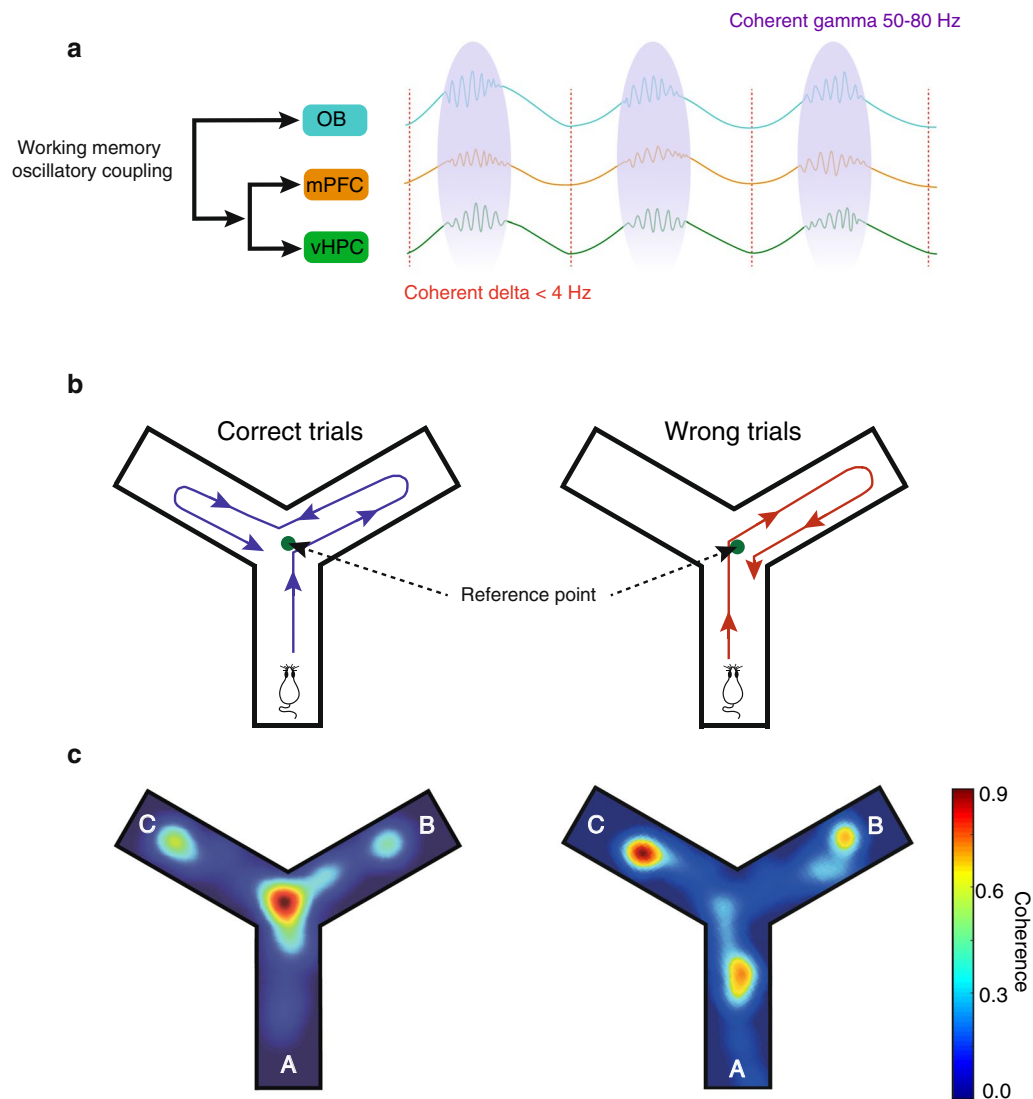 Coherent gamma 50-80 Hz
a
OB
Working memory
oscillatory coupling
mPFC
vHPC
Coherent delta < 4 Hz
b
Correct trials
Wrong trials
Reference point
c
C
B
A
C
B
A
0.9
0.6
0.3
0.0
Coherence